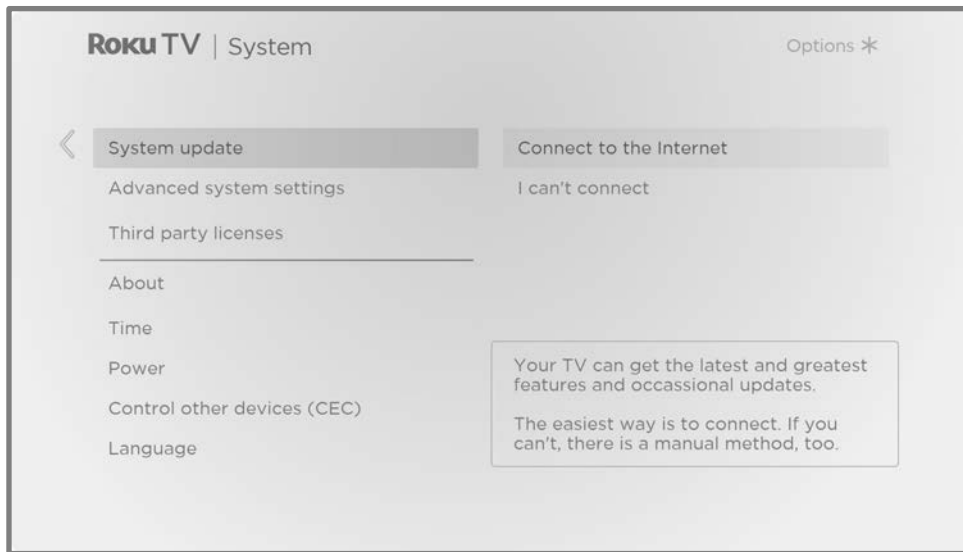 Roku TV | System
Options *
System update
Advanced system settings
Third party licenses
About
Time
Power
Control other devices (CEC)
Language
Connect to the Internet
I can't connect
Your TV can get the latest and greatest
features and occassional updates.
The easiest way is to connect. If you
can't, there is a manual method, too.